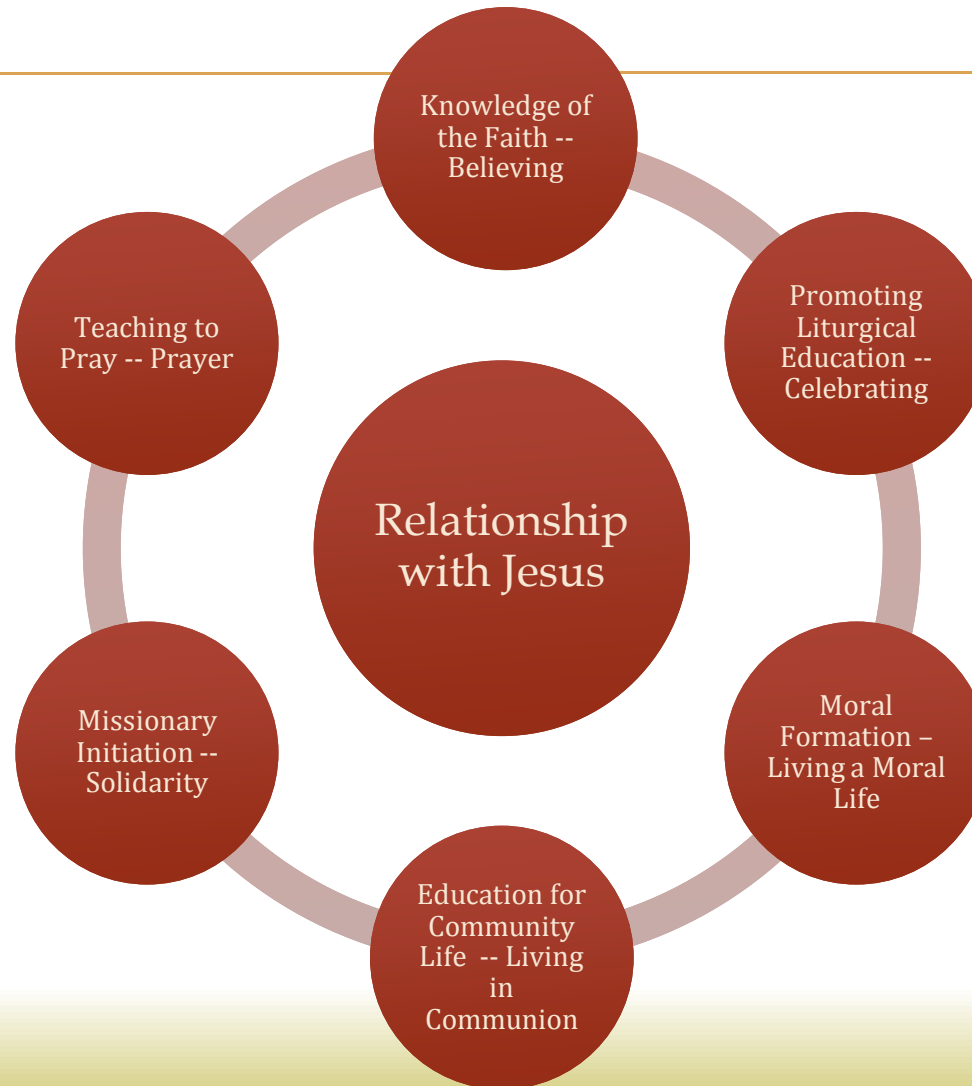 Knowledge of
the Faith --
Believing
Promoting
Liturgical
Education --
Celebrating
Moral
Formation –
Living a Moral
Life
Education for
Community
Life -- Living
in
Communion
Missionary
Initiation --
Solidarity
Teaching to
Pray -- Prayer
Relationship
with Jesus